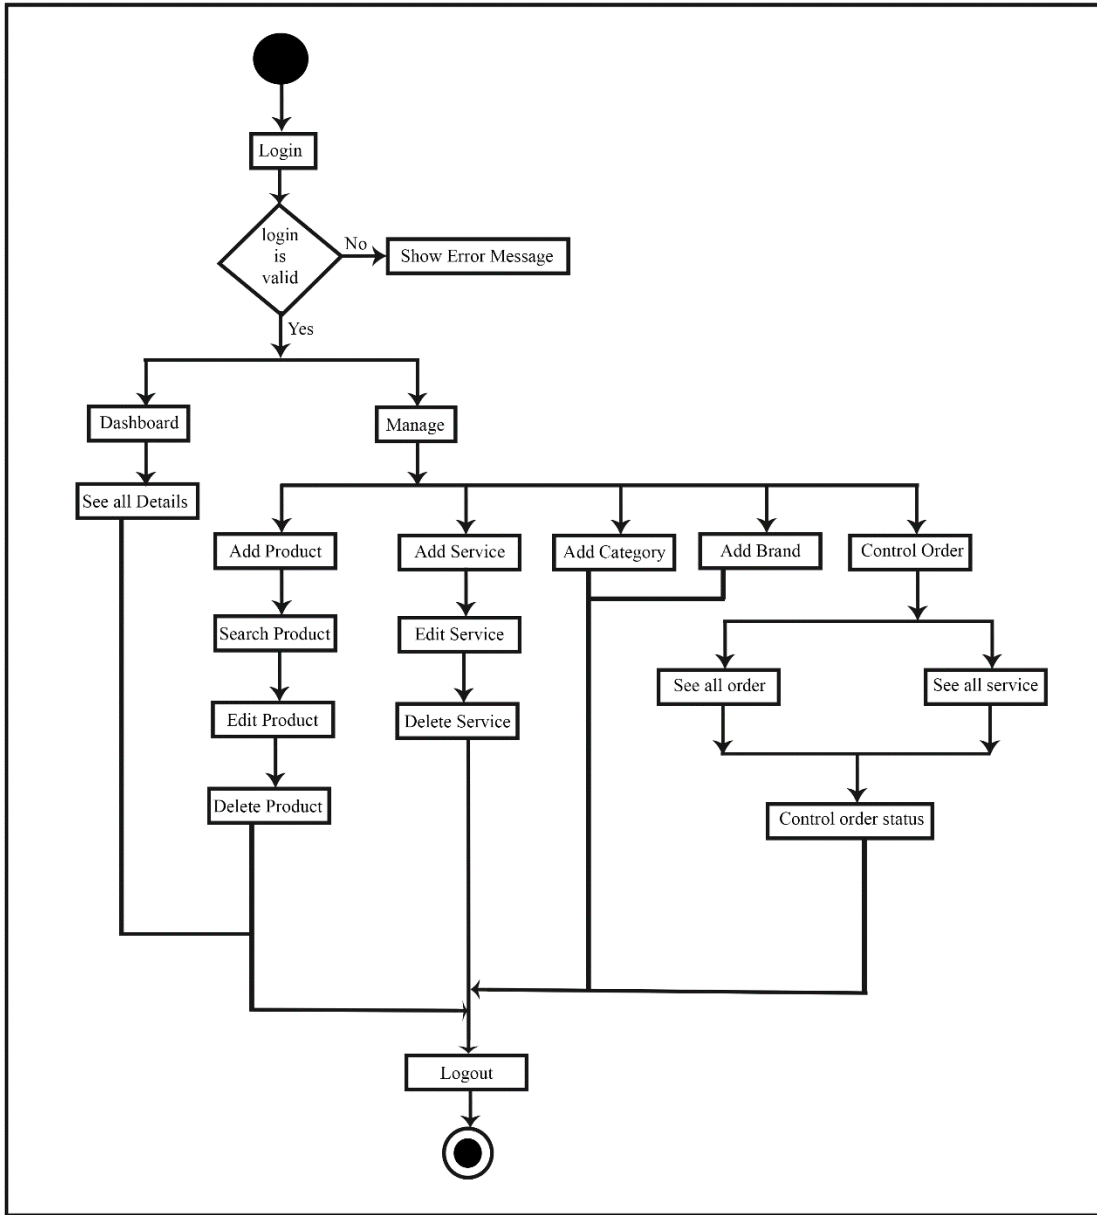 Login
login
is
valid
No
Show Error Message
Yes
Dashboard
Manage
See all Details
Add Product
Add Service
Add Category
Add Brand
Control Order
Search Product
Edit Service
See all order
See all service
Edit Product
Delete Service
Delete Product
Control order status
Logout